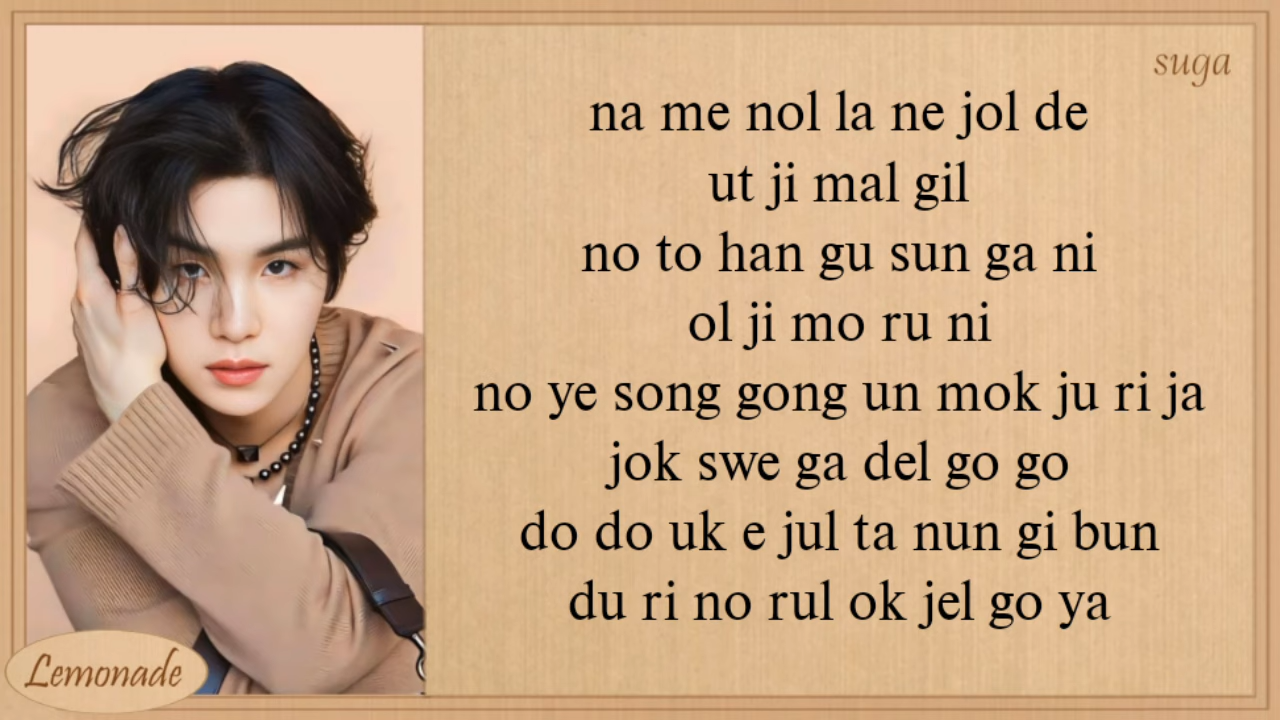 suga
na me nol la ne jol de
ut ji mal gil
no to han gu sun ga ni
ol ji mo ru ni
no ye song gong un mok ju ri ja
jok swe ga del go go
do do uk e jul ta nun gi bun
du ri no rul ok jel go ya
Lemonade